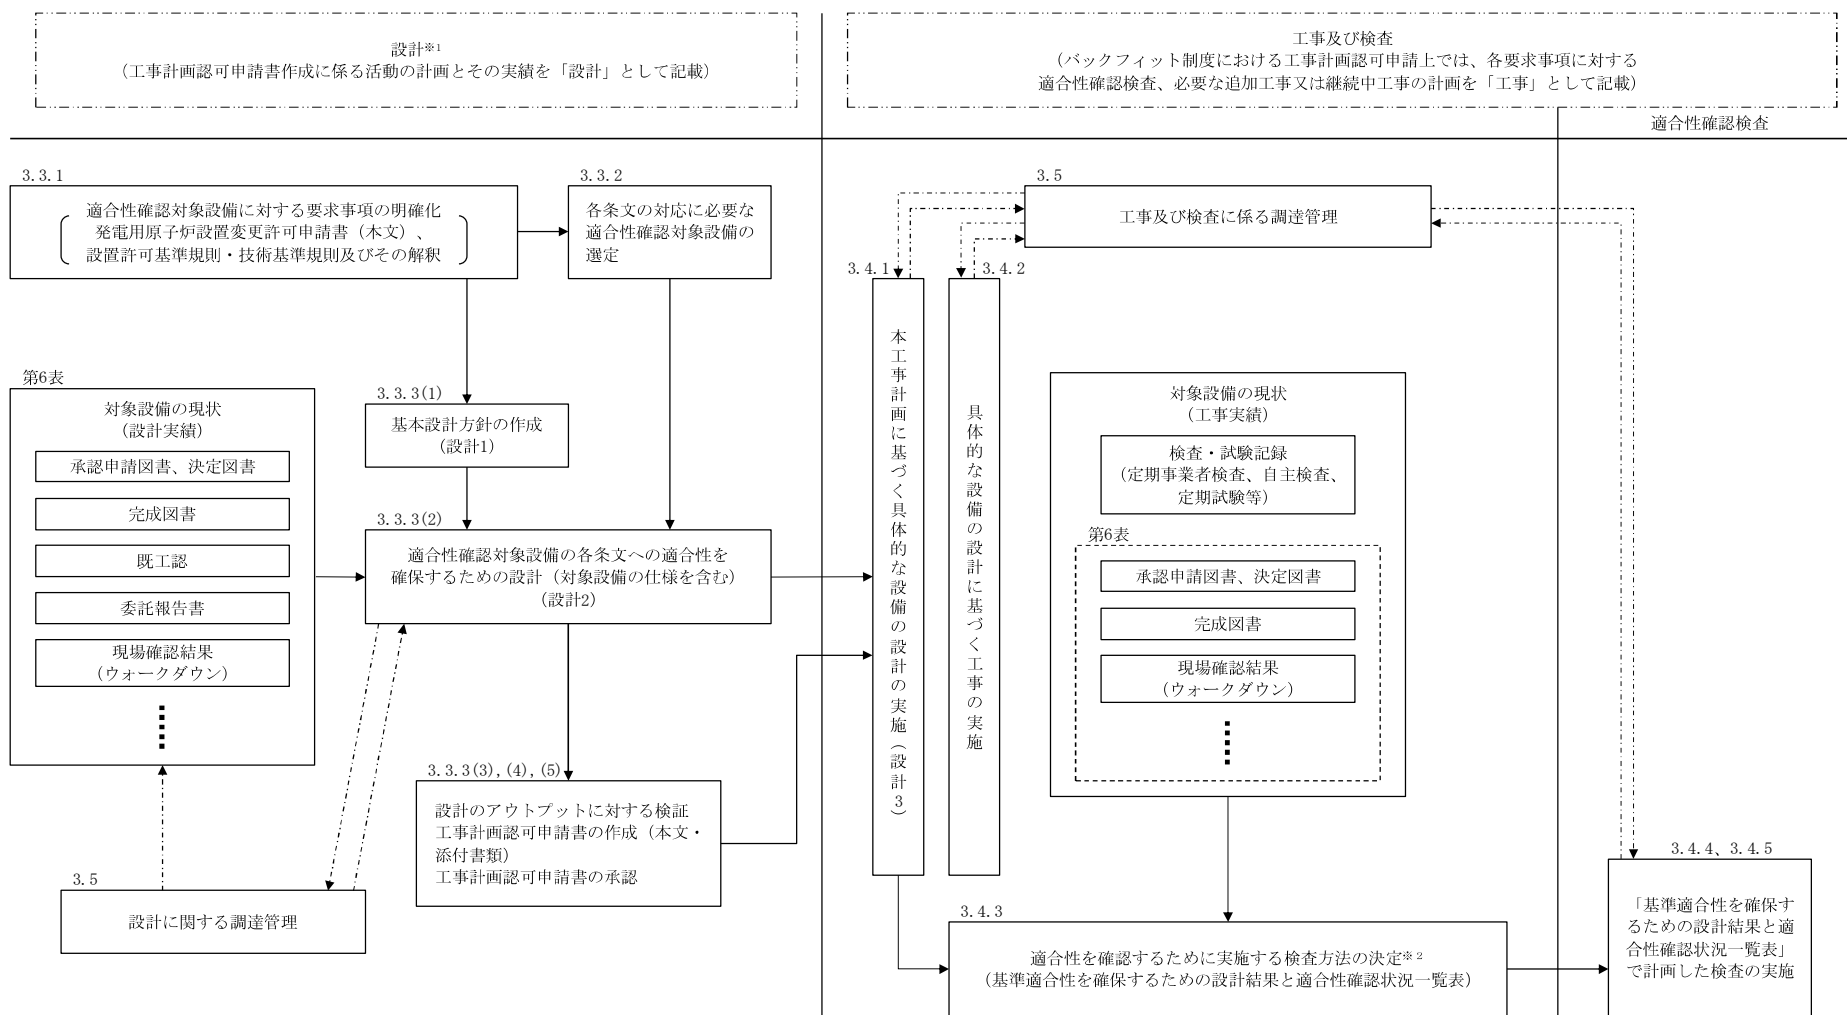 設計※1
（工事計画認可申請書作成に係る活動の計画とその実績を「設計」として記載）
工事及び検査
（バックフィット制度における工事計画認可申請上では、各要求事項に対する
適合性確認検査、必要な追加工事又は継続中工事の計画を「工事」として記載）
適合性確認検査
3.3.1
適合性確認対象設備に対する要求事項の明確化
発電用原子炉設置変更許可申請書（本文）、
設置許可基準規則・技術基準規則及びその解釈
3.3.2
各条文の対応に必要な
適合性確認対象設備の
選定
第6表
対象設備の現状
（設計実績）
承認申請図書、決定図書
完成図書
既工認
委託報告書
現場確認結果
（ウォークダウン）
3.3.3(1)
基本設計方針の作成
（設計1）
3.3.3(2)
適合性確認対象設備の各条文への適合性を
確保するための設計（対象設備の仕様を含む）
（設計2）
3.3.3(3),(4),(5)
設計のアウトプットに対する検証
工事計画認可申請書の作成（本文・
添付書類）
工事計画認可申請書の承認
3.5
設計に関する調達管理
3.5
工事及び検査に係る調達管理
3.4.1
本工事計画に基づく具体的な設備の設計の実施（設計3）
3.4.2
具体的な設備の設計に基づく工事の実施
対象設備の現状
（工事実績）
検査・試験記録
（定期事業者検査、自主検査、
定期試験等）
第6表
承認申請図書、決定図書
完成図書
現場確認結果
（ウォークダウン）
3.4.3
適合性を確認するために実施する検査方法の決定※2
（基準適合性を確保するための設計結果と適合性確認状況一覧表）
3.4.4、3.4.5
「基準適合性を確保す
るための設計結果と適
合性確認状況一覧表」
で計画した検査の実施